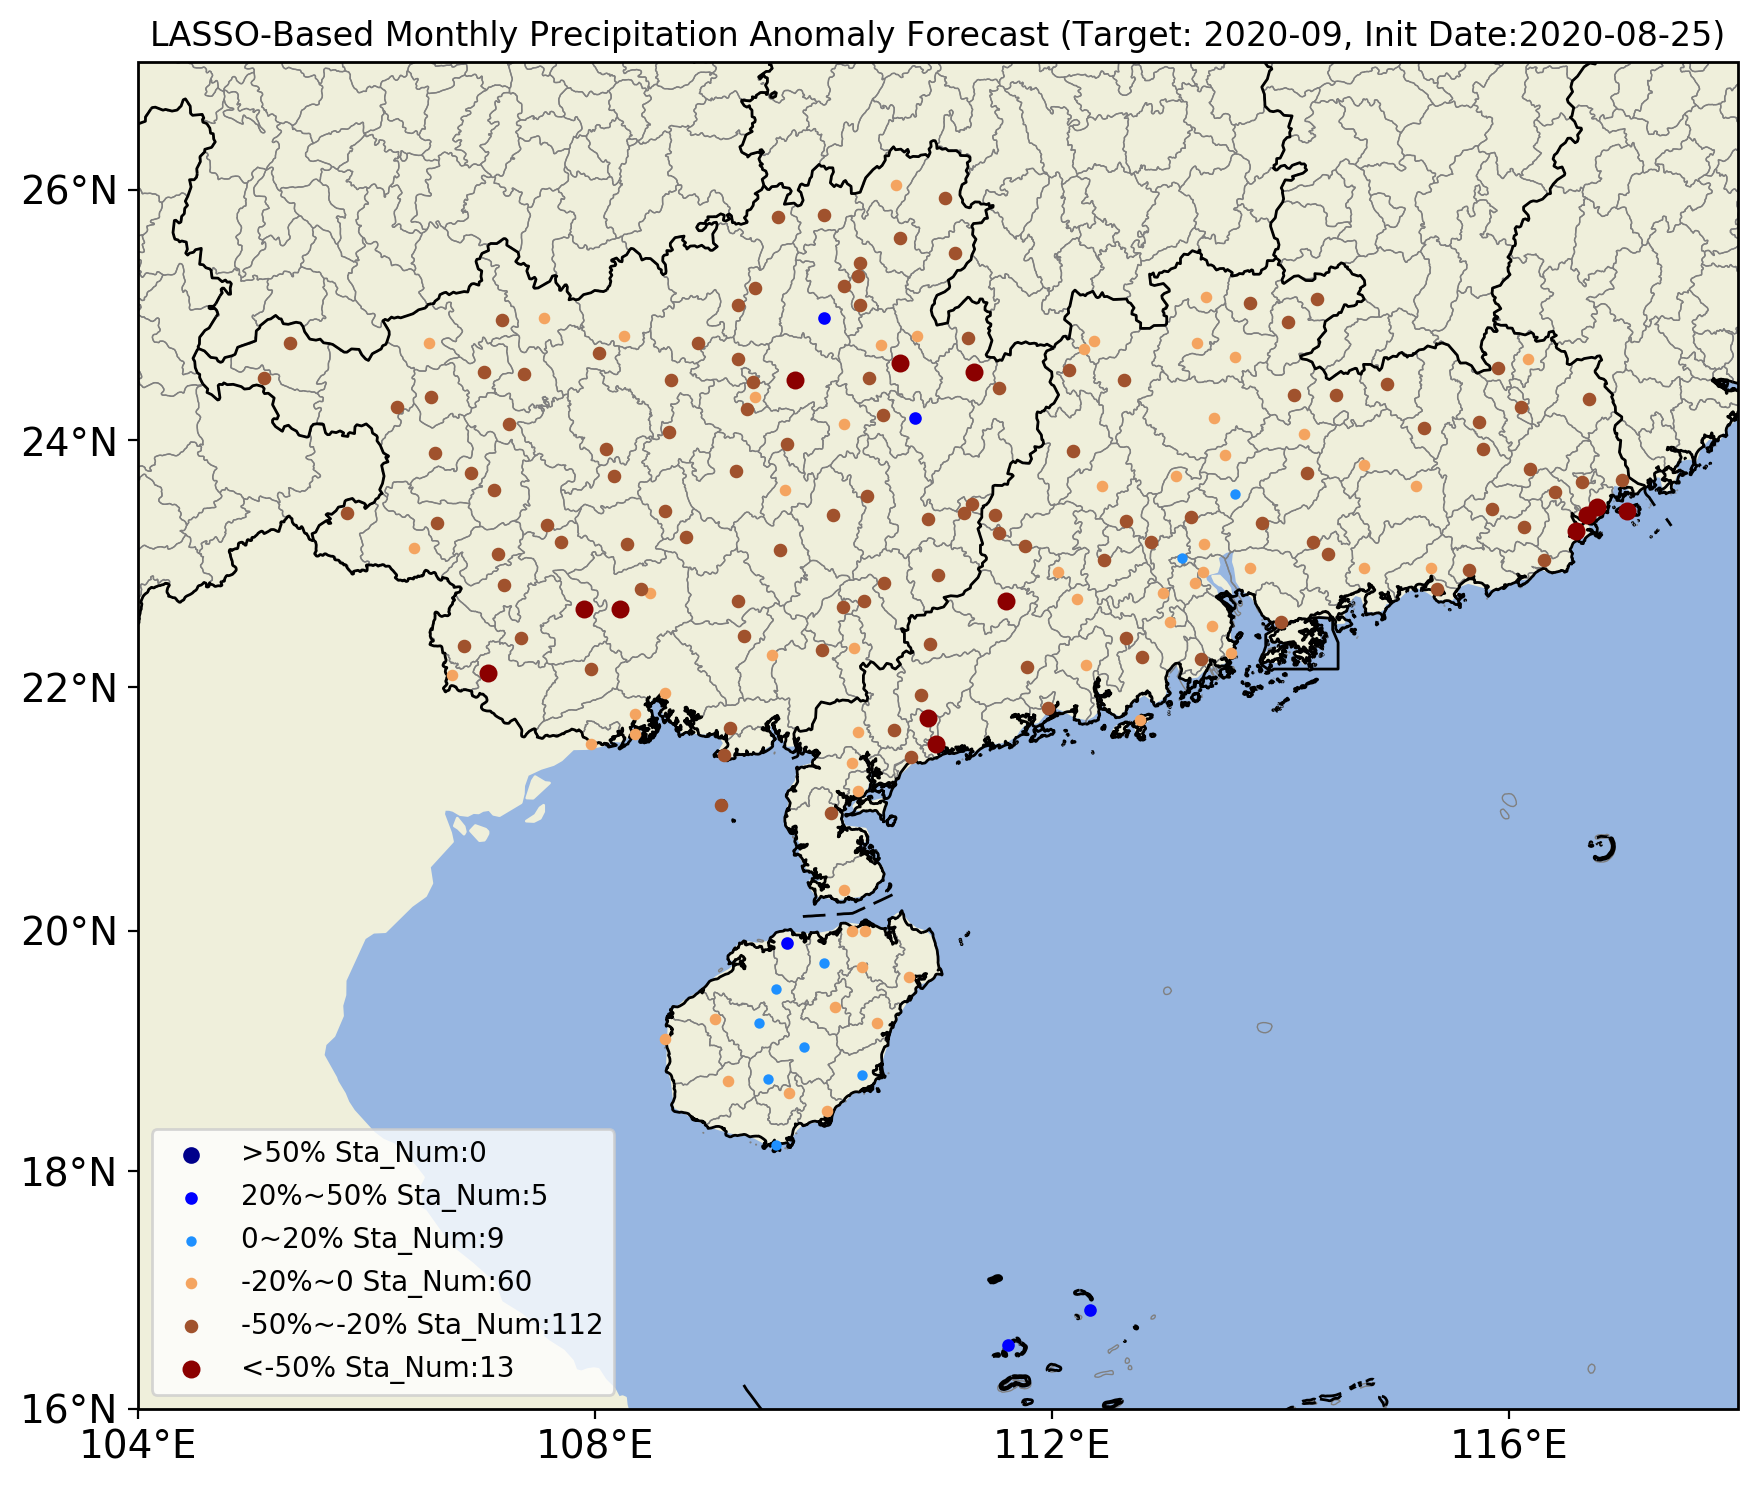 LASSO-Based Monthly Precipitation Anomaly Forecast (Target: 2020-09, Init Date:2020-08-25)
26°N
24°N
22°N
20°N
18°N
16°N
>50% Sta_Num:0
20%~50% Sta_Num:5
0~20% Sta_Num:9
-20%~0 Sta_Num:60
-50%~-20% Sta_Num:112
<-50% Sta_Num:13
104°E
108°E
112°E
116°E